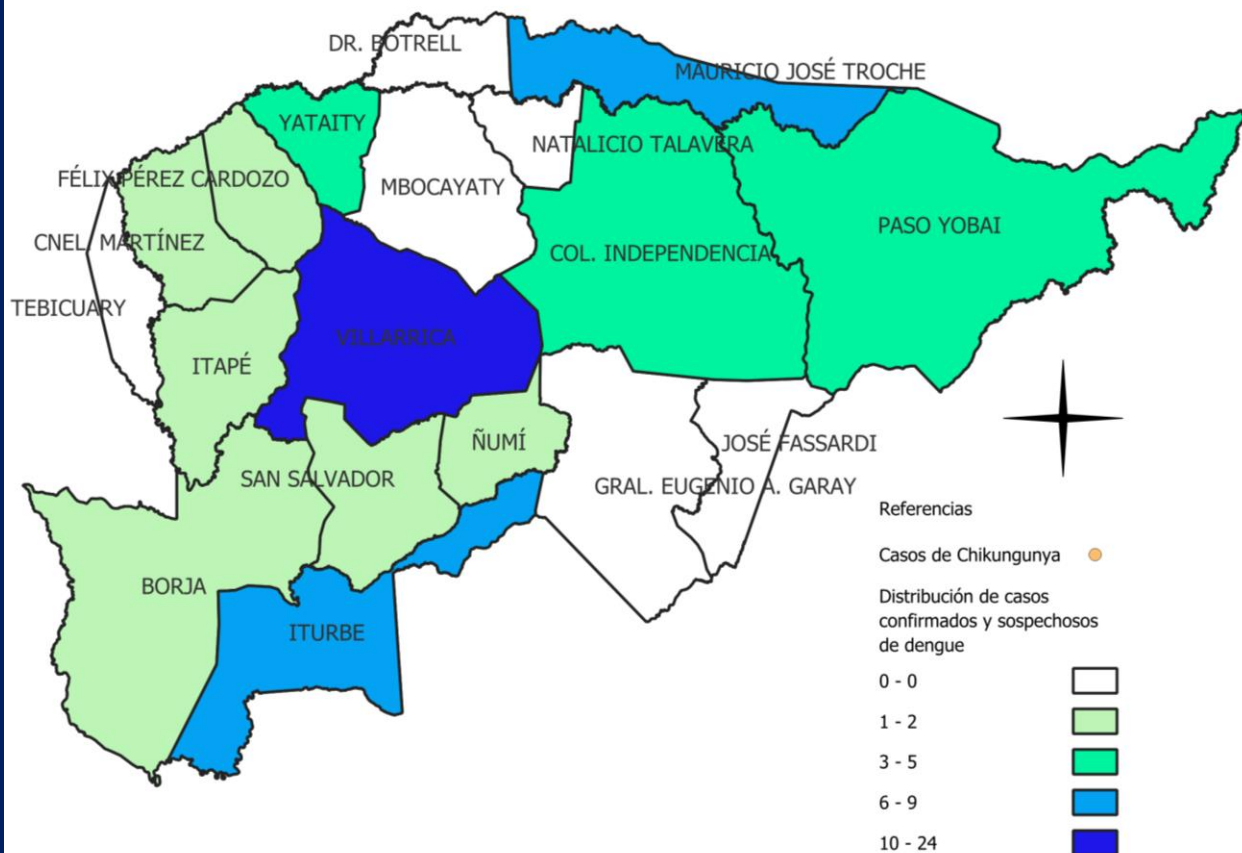 DR. BOTRELL
MAURICIO JOSÉ TROCHE
YATAITY
NATALICIO TALAVERA
FÉLIX PÉREZ CARDOZO
MBOCAYATY
PASO YOBAI
CNEL. MARTÍNEZ
COL. INDEPENDENCIA
TEBICUARY
VILLARRICA
ITAPÉ
ÑUMÍ
JOSÉ FASSARDI
SAN SALVADOR
GRAL. EUGENIO A. GARAY
BORJA
ITURBE
Referencias
Casos de Chikungunya
Distribución de casos
confirmados y sospechosos
de dengue
0 - 0
1 - 2
3 - 5
6 - 9
10 - 24